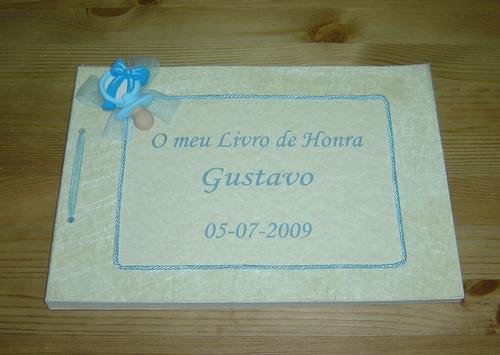 O meu Livro de Honra
Gustavo
05-07-2009